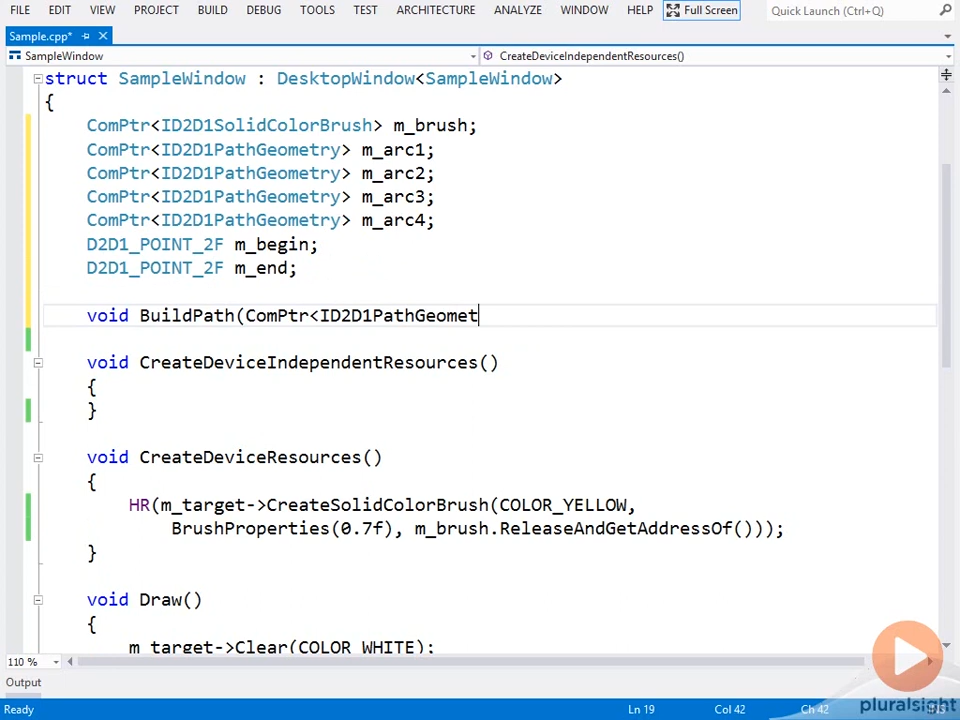 FILE EDIT VIEW PROJECT BUILD DEBUG TOOLS TEST ARCHITECTURE ANALYZE WINDOW HELP Full Screen Quick Launch (Ctrl+Q)
Sample.cpp*
SampleWindow CreateDeviceIndependentResources()
struct SampleWindow : DesktopWindow<SampleWindow>
{
ComPtr<ID2D1SolidColorBrush> m_brush;
ComPtr<ID2D1PathGeometry> m_arc1;
ComPtr<ID2D1PathGeometry> m_arc2;
ComPtr<ID2D1PathGeometry> m_arc3;
ComPtr<ID2D1PathGeometry> m_arc4;
D2D1_POINT_2F m_begin;
D2D1_POINT_2F m_end;
void BuildPath(ComPtr<ID2D1PathGeomet
void CreateDeviceIndependentResources()
{
}
void CreateDeviceResources()
{
HR(m_target->CreateSolidColorBrush(COLOR_YELLOW,
BrushProperties(0.7f), m_brush.ReleaseAndGetAddressOf()));
}
void Draw()
{
m_target->Clear(COLOR_WHITE);
110 %
Output
Ready Ln 19 Col 42 Ch 42
pluralsight